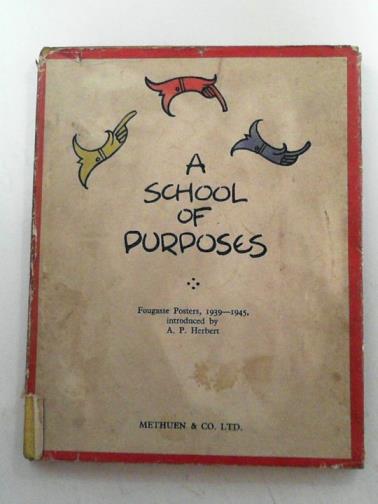 A
SCHOOL
OF
PURPOSES
Fougasse Posters, 1939—1945,
introduced by
A. P. Herbert
METHUEN & CO. LTD.